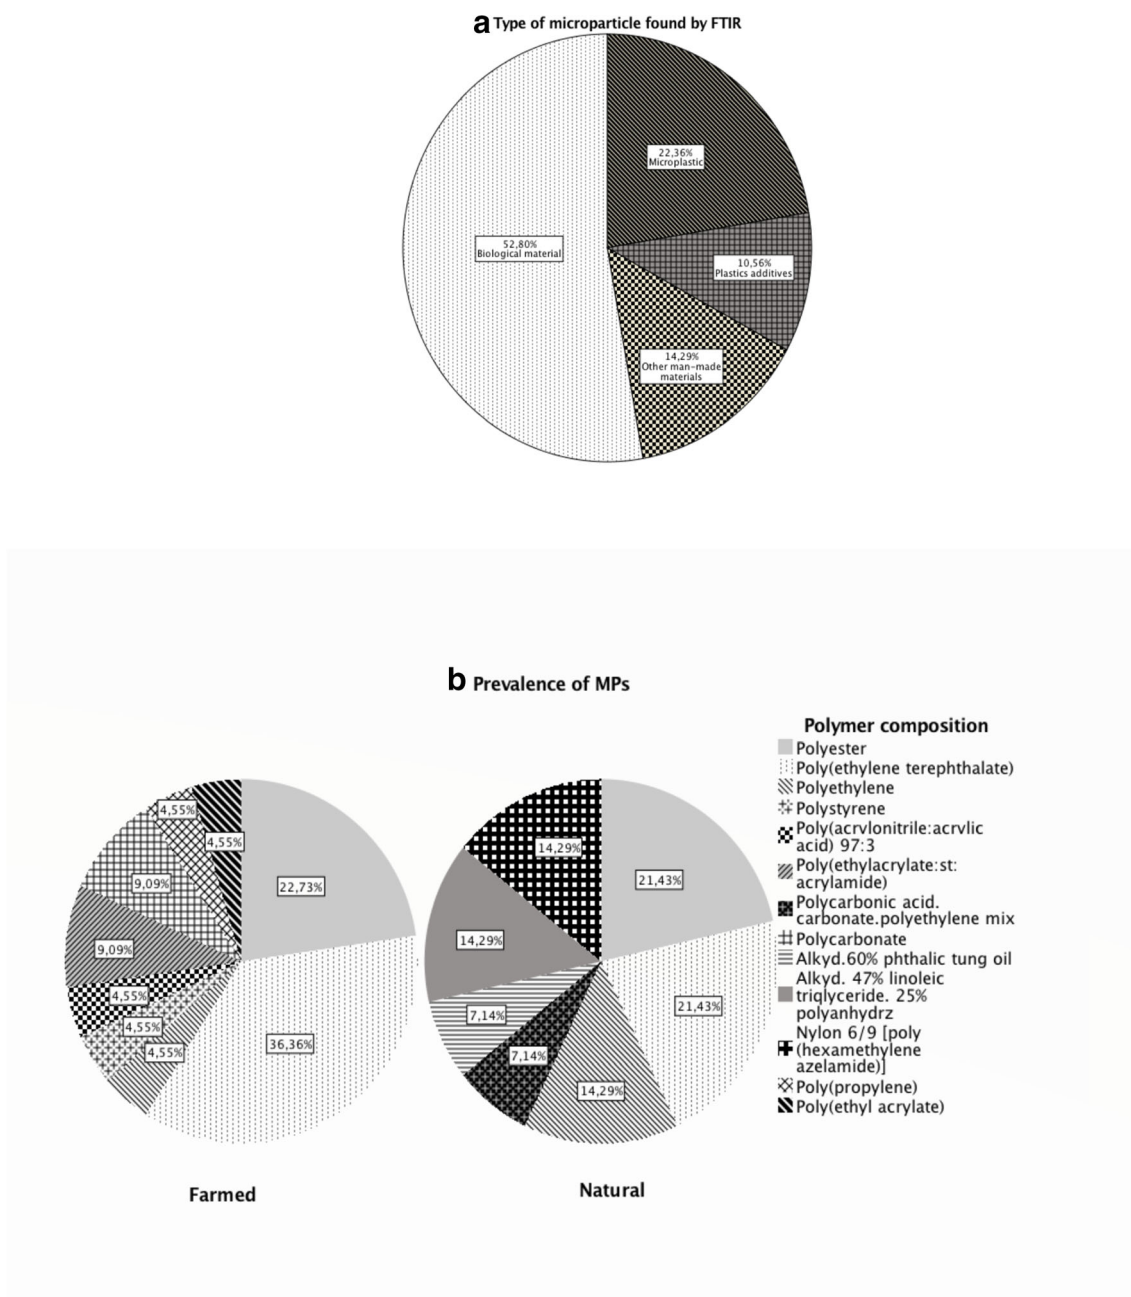 a Type of microparticle found by FTIR
22,36%
Microplastic
52,80%
Biological material
10,56%
Plastics additives
14,29%
Other man-made
materials
b Prevalence of MPs
4,55%
4,55%
9,09%
22,73%
9,09%
4,55%
4,55%
4,55%
36,36%
Farmed
14,29%
21,43%
14,29%
21,43%
7,14%
7,14%
14,29%
Natural
Polymer composition
Polyester
Poly(ethylene terephthalate)
Polyethylene
Polystyrene
Poly(acrvlonitrile:acrvlic
acid) 97:3
Poly(ethylacrylate:st:
acrylamide)
Polycarbonic acid.
carbonate.polyethylene mix
Polycarbonate
Alkyd.60% phthalic tung oil
Alkyd. 47% linoleic
triglyceride. 25%
polyanhydrz
Nylon 6/9 [poly
(hexamethylene
azelamide)]
Poly(propylene)
Poly(ethyl acrylate)